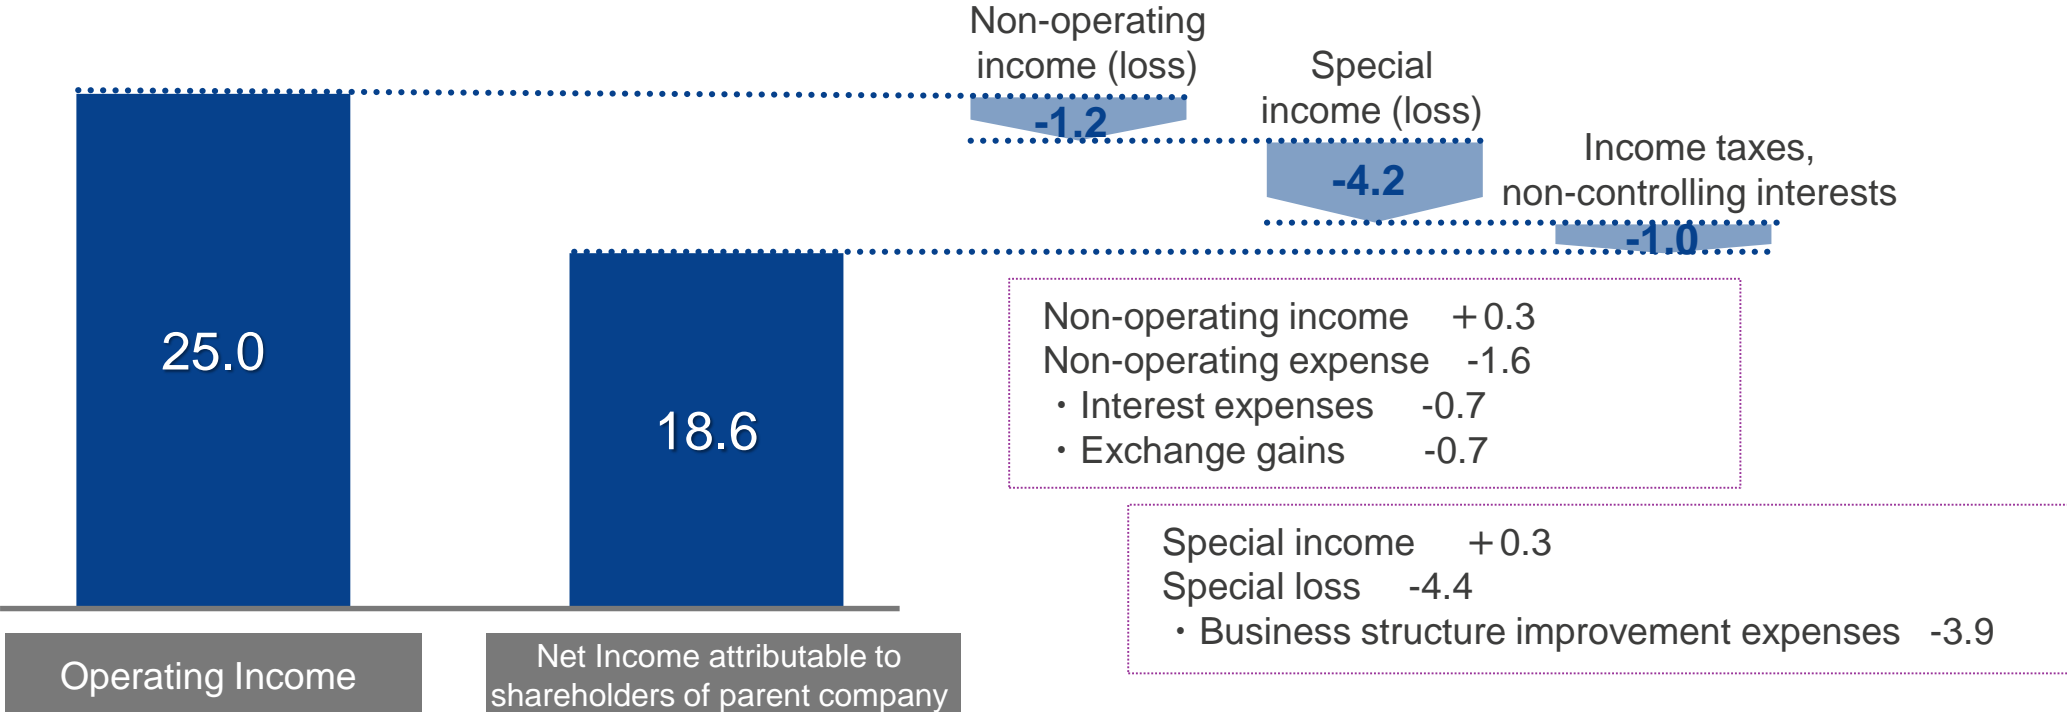 Non-operating
income (loss)
-1.2
Special
income (loss)
-4.2
Income taxes,
non-controlling interests
-1.0
25.0
18.6
Non-operating income +0.3
Non-operating expense -1.6
・Interest expenses -0.7
・Exchange gains -0.7
Special income +0.3
Special loss -4.4
・Business structure improvement expenses -3.9
Operating Income
Net Income attributable to
shareholders of parent company